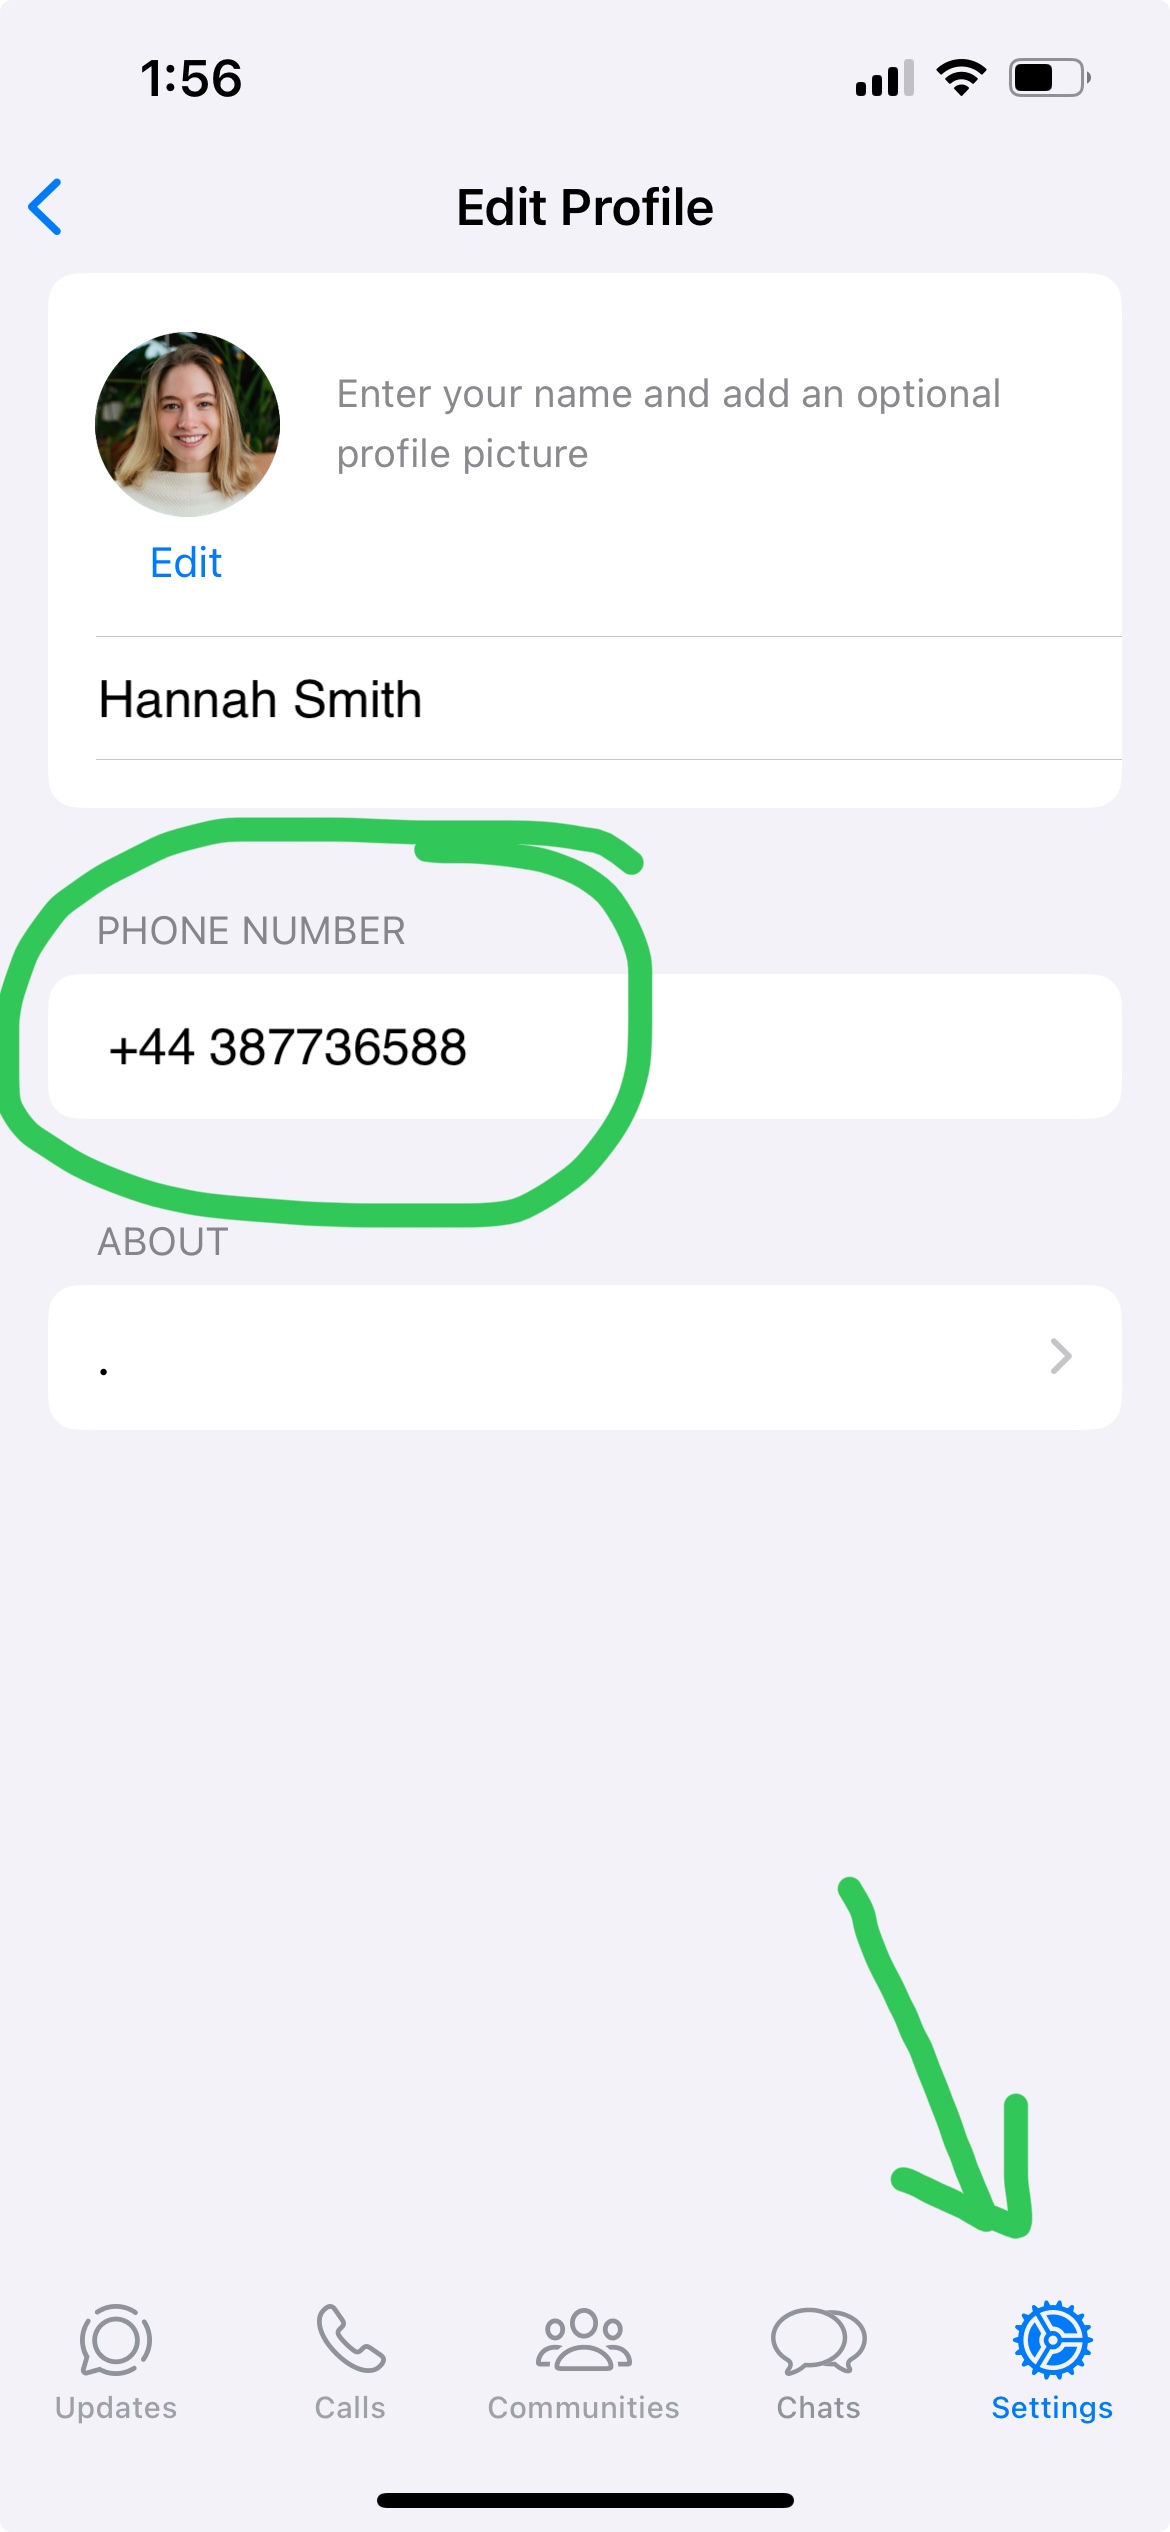 1:56
Edit Profile
Enter your name and add an optional
profile picture
Edit
Hannah Smith
PHONE NUMBER
+44 387736588
ABOUT
.
Updates
Calls
Communities
Chats
Settings